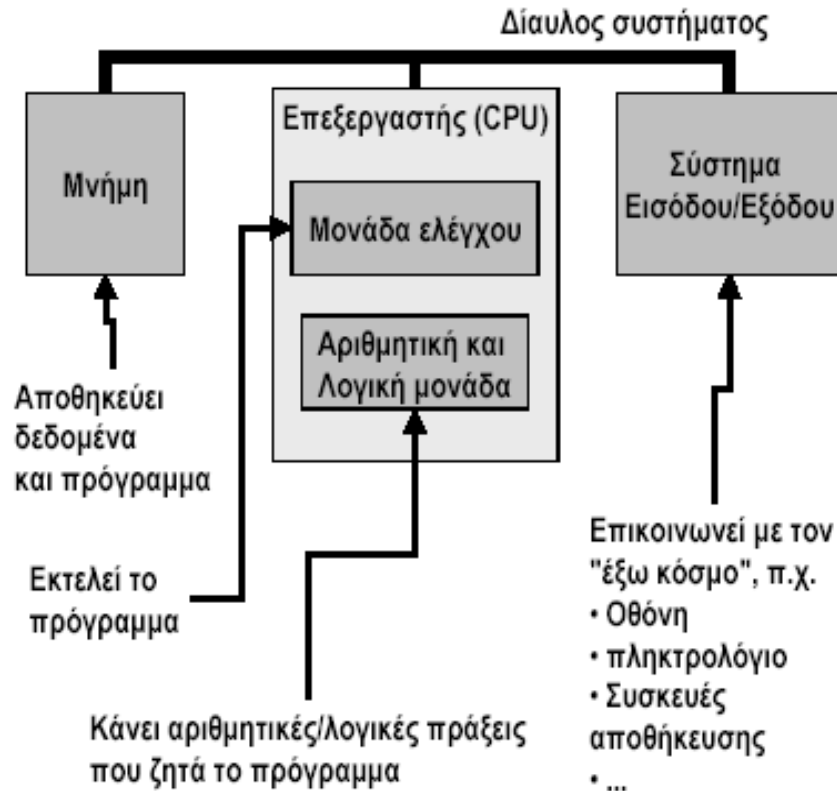 Δίαυλος συστήματος
Μνήμη
Επεξεργαστής (CPU)
Μονάδα ελέγχου
Αριθμητική και
Λογική μονάδα
Σύστημα
Εισόδου/Εξόδου
Αποθηκεύει
δεδομένα
και πρόγραμμα
Εκτελεί το
πρόγραμμα
Κάνει αριθμητικές/λογικές πράξεις
που ζητά το πρόγραμμα
Επικοινωνεί με τον
"έξω κόσμο", π.χ.
• Οθόνη
• πληκτρολόγιο
• Συσκευές
αποθήκευσης
• ...